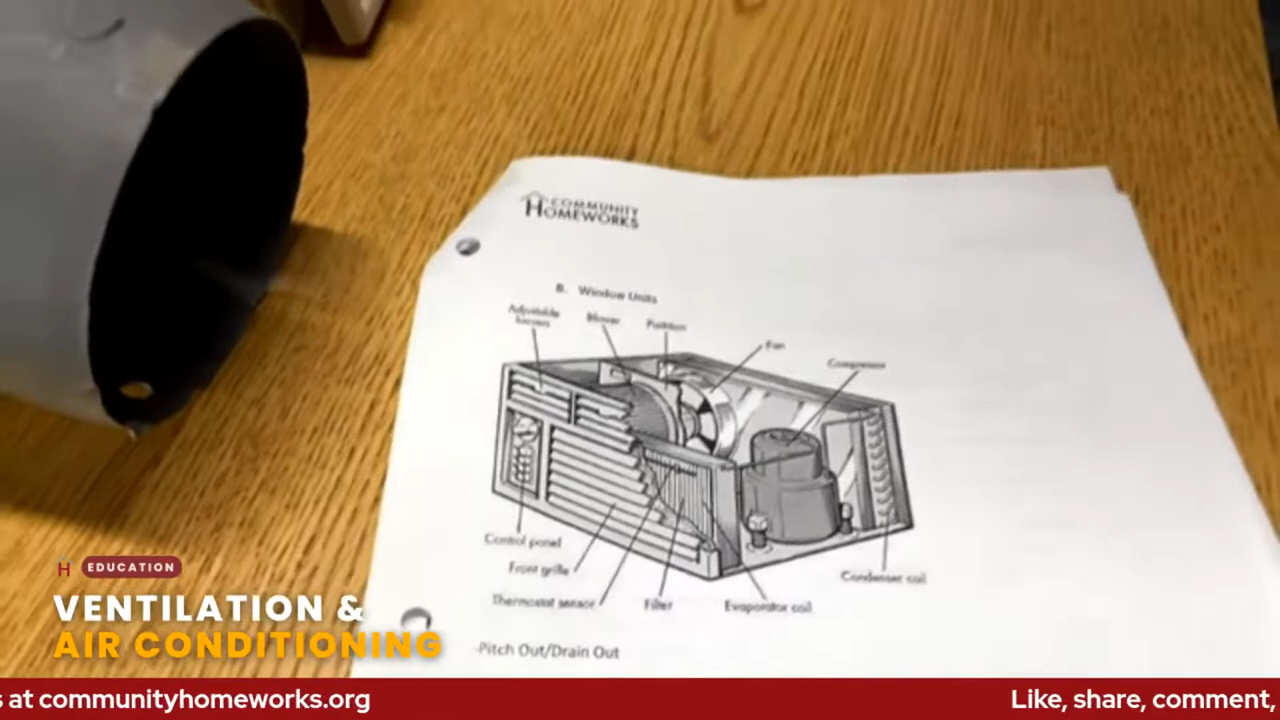 COMMUNITY
HOMEWORKS
B. Window Units
Adjustable
louvers
Blower
Partition
Fan
Compressor
Control panel
Front grille
Thermostat sensor
Filter
Evaporator coil
Condenser coil
-Pitch Out/Drain Out
H EDUCATION
VENTILATION &
AIR CONDITIONING
s at communityhomeworks.org
Like, share, comment,